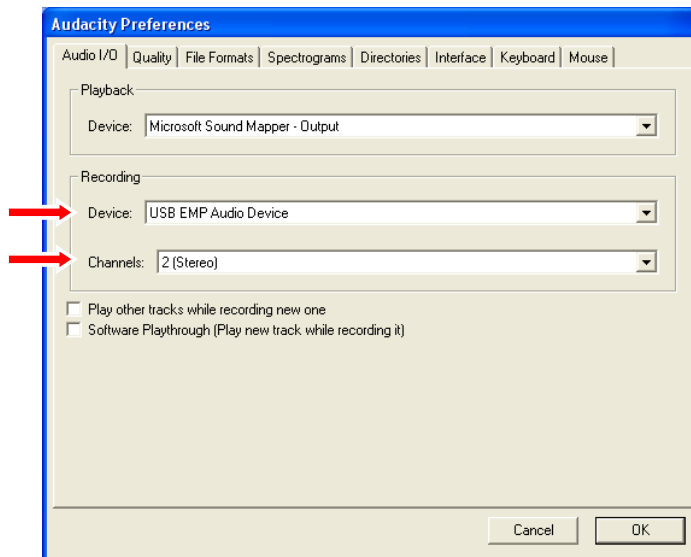 Audacity Preferences
Audio I/O Quality File Formats Spectrograms Directories Interface Keyboard Mouse
Playback
Device: Microsoft Sound Mapper - Output
Recording
Device: USB EMP Audio Device
Channels: 2 (Stereo)
Play other tracks while recording new one
Software Playthrough (Play new track while recording it)
Cancel OK